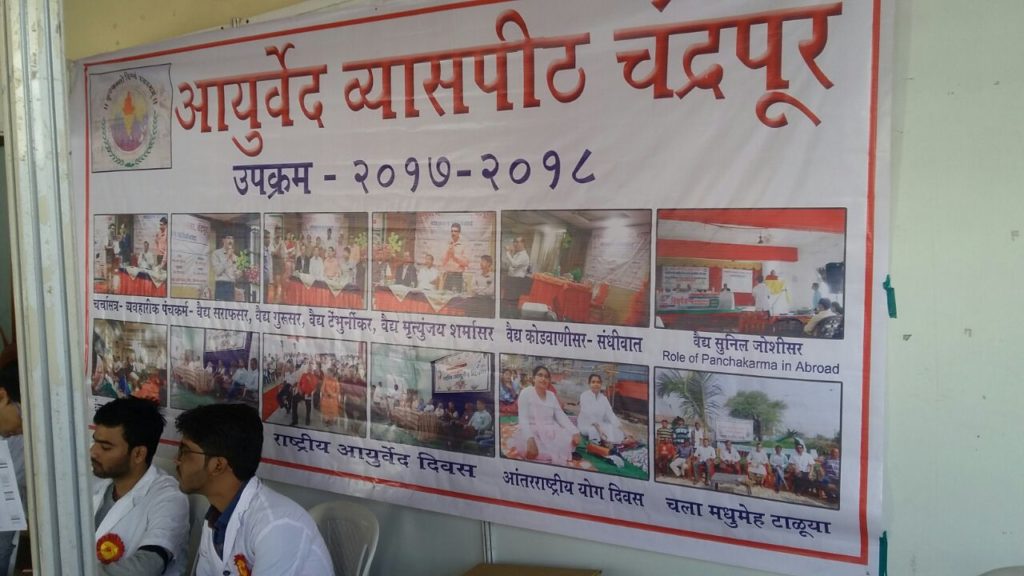 आयुर्वेद व्यासपीठ चंद्रपूर
उपक्रम - २०१७-२०१८
चर्चासत्र- व्यवहारीक पंचकर्म - वैद्य सराफसर, वैद्य गुरूसर, वैद्य टेंभुर्नीकर, वैद्य मृत्युंजय शर्मासर
वैद्य कोडवाणीसर- संधीवात
वैद्य सुनिल जोशीसर
Role of Panchakarma in Abroad
राष्ट्रीय आयुर्वेद दिवस
आंतरराष्ट्रीय योग दिवस
चला मधुमेह टाळूया